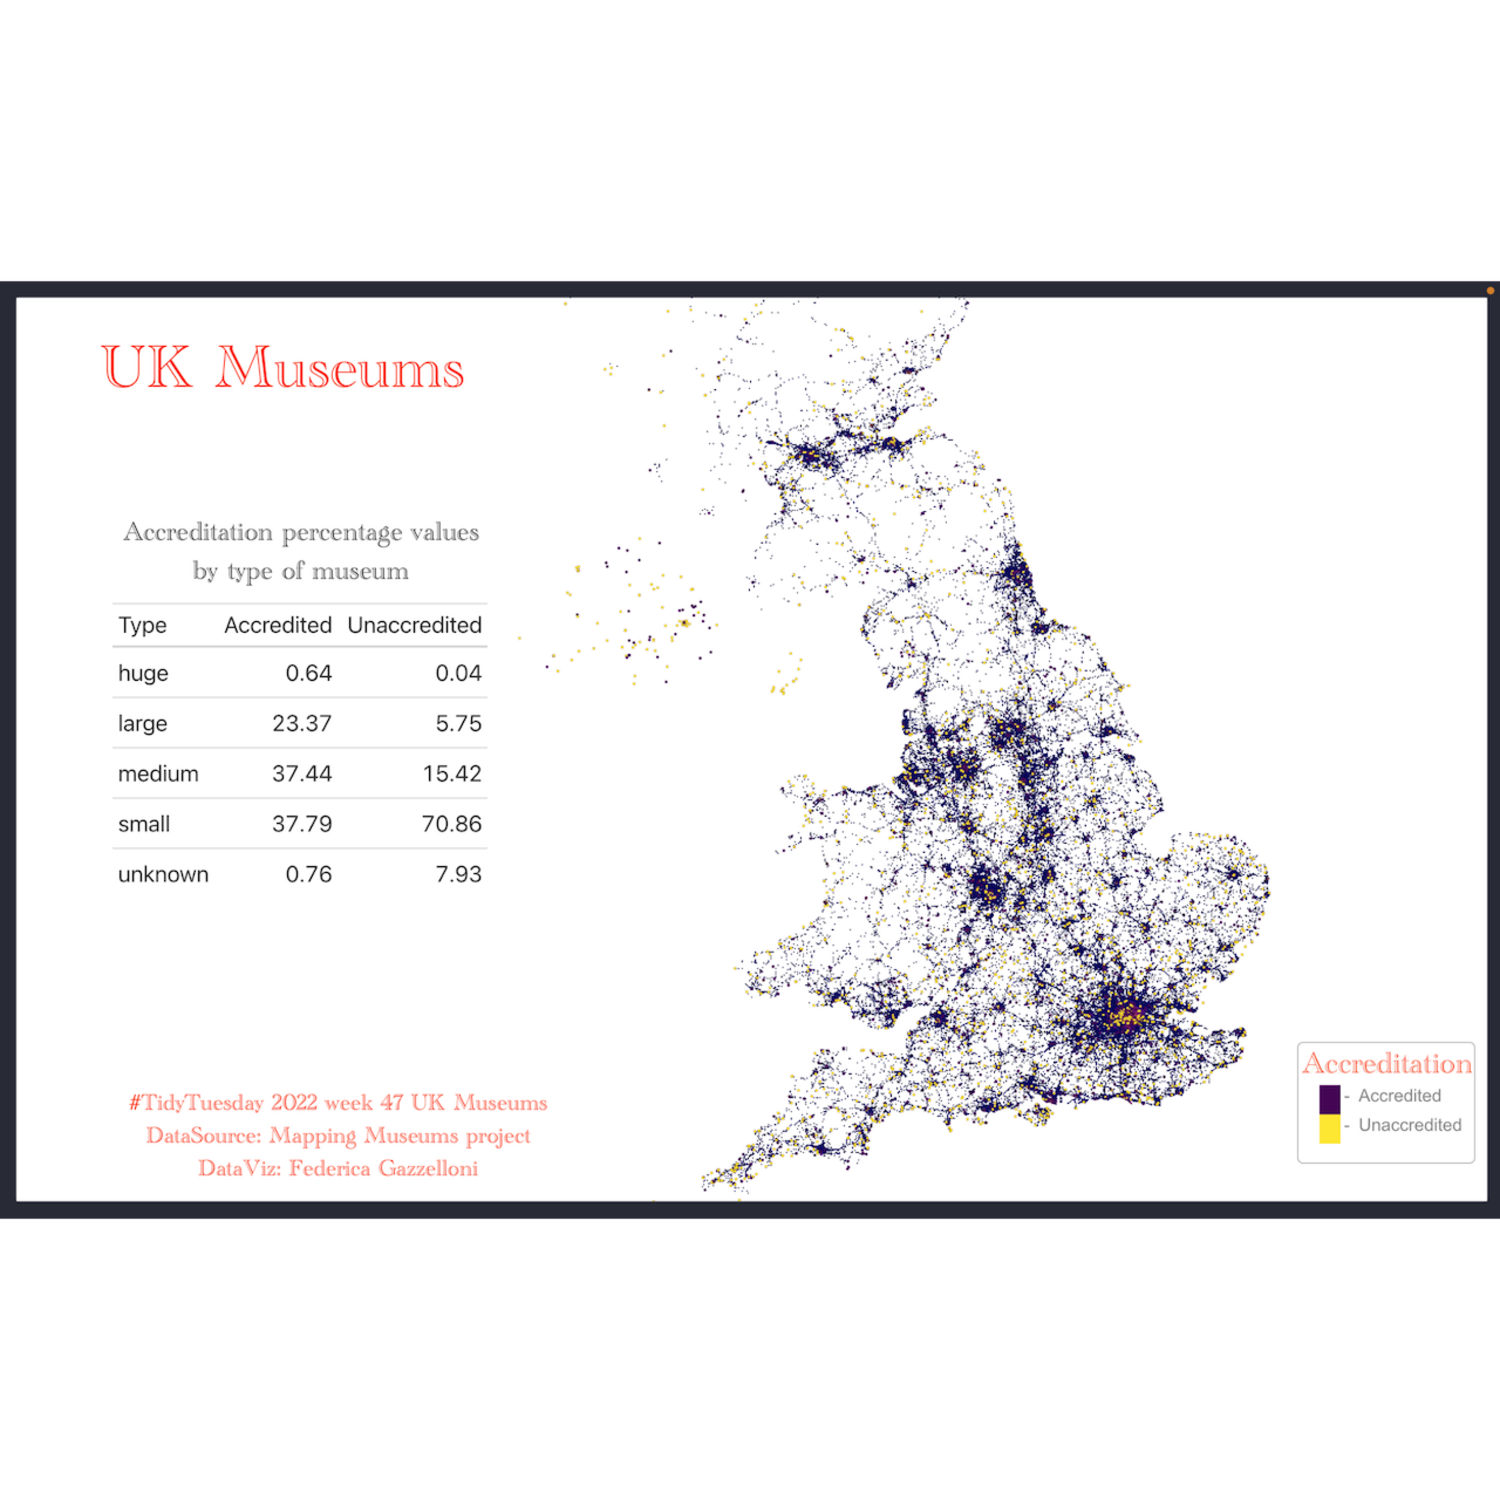 UK Museums
Accreditation percentage values
by type of museum
Type Accredited Unaccredited
huge 0.64 0.04
large 23.37 5.75
medium 37.44 15.42
small 37.79 70.86
unknown 0.76 7.93
#TidyTuesday 2022 week 47 UK Museums
DataSource: Mapping Museums project
DataViz: Federica Gazzelloni
Accreditation
- Accredited
- Unaccredited